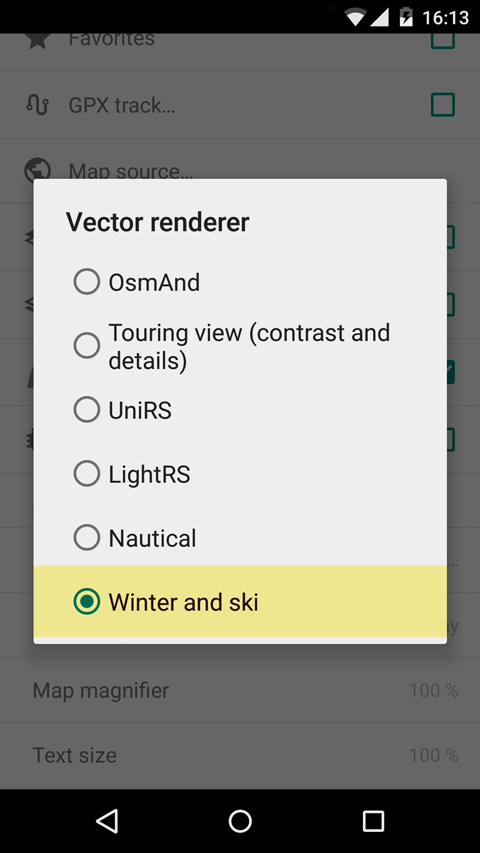 16:13
Favorites
GPX track...
Map source...
Vector renderer
OsmAnd
Touring view (contrast and
details)
UniRS
LightRS
Nautical
Winter and ski
Map magnifier
100 %
Text size
100 %